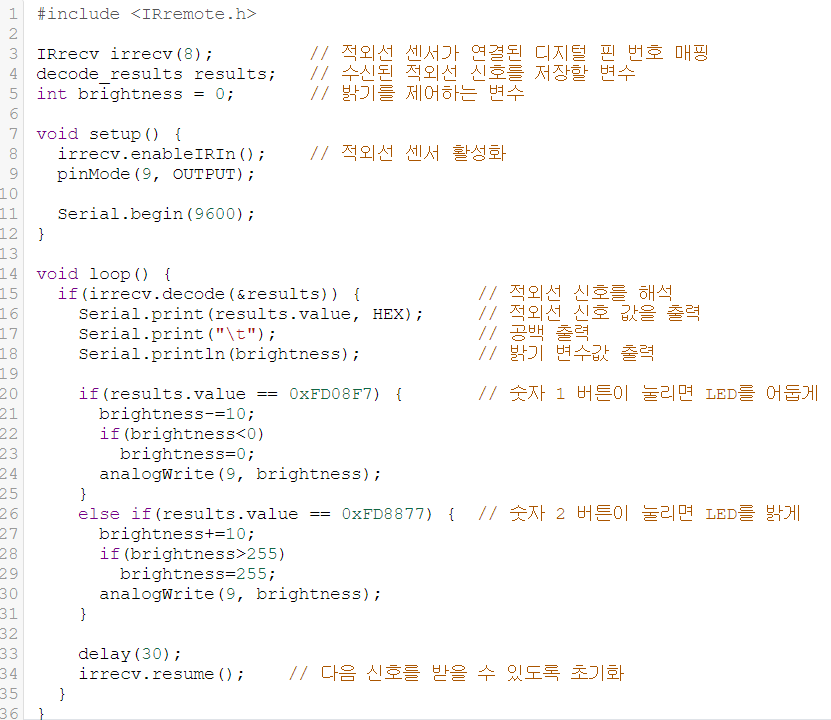 1 #include <IRremote.h>
2
3 IRrecv irrecv(8);         // 적외선 센서가 연결된 디지털 핀 번호 매핑
4 decode_results results;   // 수신된 적외선 신호를 저장할 변수
5 int brightness = 0;       // 밝기를 제어하는 변수
6
7 void setup() {
8   irrecv.enableIRIn();    // 적외선 센서 활성화
9   pinMode(9, OUTPUT);
10
11   Serial.begin(9600);
12 }
13
14 void loop() {
15   if(irrecv.decode(&results)) {           // 적외선 신호를 해석
16     Serial.print(results.value, HEX);     // 적외선 신호 값을 출력
17     Serial.print("\t");                   // 공백 출력
18     Serial.println(brightness);           // 밝기 변수값 출력
19
20     if(results.value == 0xFD08F7) {       // 숫자 1 버튼이 눌리면 LED를 어둡게
21       brightness-=10;
22       if(brightness<0)
23         brightness=0;
24       analogWrite(9, brightness);
25     }
26     else if(results.value == 0xFD8877) {  // 숫자 2 버튼이 눌리면 LED를 밝게
27       brightness+=10;
28       if(brightness>255)
29         brightness=255;
30       analogWrite(9, brightness);
31     }
32
33     delay(30);
34     irrecv.resume();    // 다음 신호를 받을 수 있도록 초기화
35   }
36 }